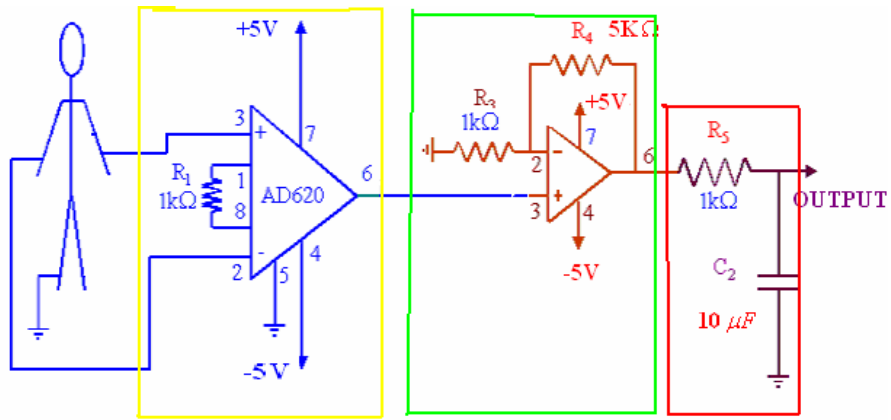 +5V
3
+
7
R₁
1kΩ
1
8
AD620
6
-
2
5
4
-5V
R₄ 5KΩ
R₃
1kΩ
+5V
2
-
7
6
+
3
4
-5V
R₅
1kΩ
OUTPUT
C₂
10 μF